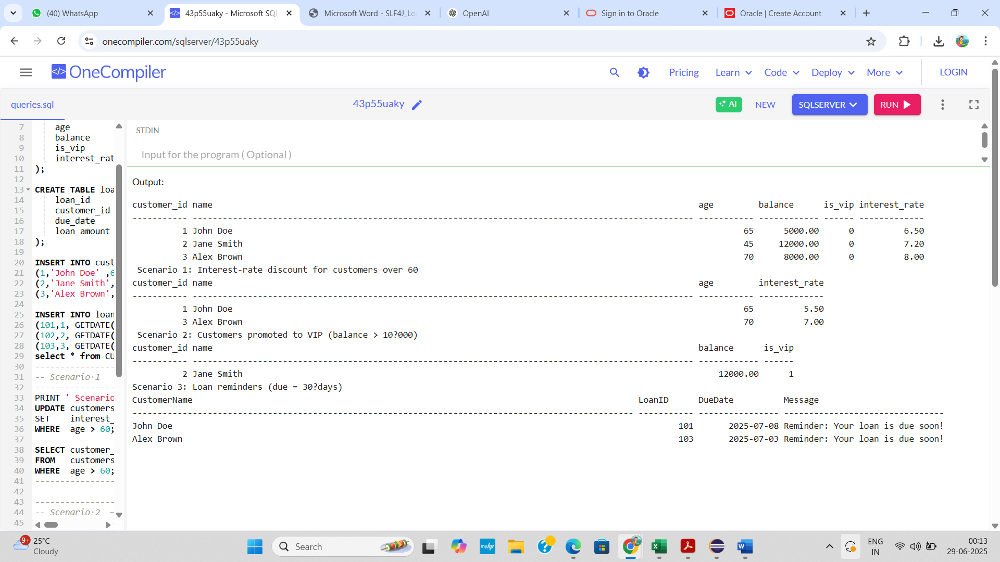 (40) WhatsApp
43p55uaky - Microsoft SQL
Microsoft Word - SLF4J_Lo
OpenAI
Sign in to Oracle
Oracle | Create Account
onecompiler.com/sqlserver/43p55uaky
</> OneCompiler
Pricing
Learn
Code
Deploy
More
LOGIN
queries.sql
43p55uaky
AI
NEW
SQLSERVER
RUN
7 age
8 balance
9 is_vip
10 interest_rat
11 );
12
13 CREATE TABLE loa
14 loan_id
15 customer_id
16 due_date
17 loan_amount
18 );
19
20 INSERT INTO cust
21 (1,'John Doe' ,6
22 (2,'Jane Smith',
23 (3,'Alex Brown',
24
25 INSERT INTO loan
26 (101,1, GETDATE(
27 (102,2, GETDATE(
28 (103,3, GETDATE(
29 select * from CU
30 ----------------
31 -- Scenario·1 –
32 ----------------
33 PRINT ' Scenario
34 UPDATE customers
35 SET interest_
36 WHERE age > 60;
37
38 SELECT customer_
39 FROM customers
40 WHERE age > 60;
41 ----------------
42
43 ----------------
44 -- Scenario·2 –
45
STDIN
Input for the program ( Optional )
Output:
customer_id name age balance is_vip interest_rate
----------- ---------------------------------------------------------------------------------------------------- ----------- ------------ ------ -------------
1 John Doe 65 5000.00 0 6.50
2 Jane Smith 45 12000.00 0 7.20
3 Alex Brown 70 8000.00 0 8.00
Scenario 1: Interest-rate discount for customers over 60
customer_id name age interest_rate
----------- ---------------------------------------------------------------------------------------------------- ----------- -------------
1 John Doe 65 5.50
3 Alex Brown 70 7.00
Scenario 2: Customers promoted to VIP (balance > 10?000)
customer_id name balance is_vip
----------- ---------------------------------------------------------------------------------------------------- ------------ ------
2 Jane Smith 12000.00 1
Scenario 3: Loan reminders (due = 30?days)
CustomerName LoanID DueDate Message
---------------------------------------------------------------------------------------------------- ----------- ---------------- --------------------------------
John Doe 101 2025-07-08 Reminder: Your loan is due soon!
Alex Brown 103 2025-07-03 Reminder: Your loan is due soon!
9+
25°C
Cloudy
Search
myhp
ENG
IN
00:13
29-06-2025